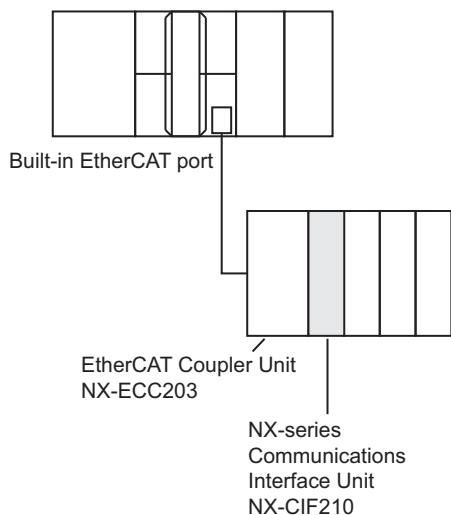 Built-in EtherCAT port
EtherCAT Coupler Unit
NX-ECC203
NX-series
Communications
Interface Unit
NX-CIF210